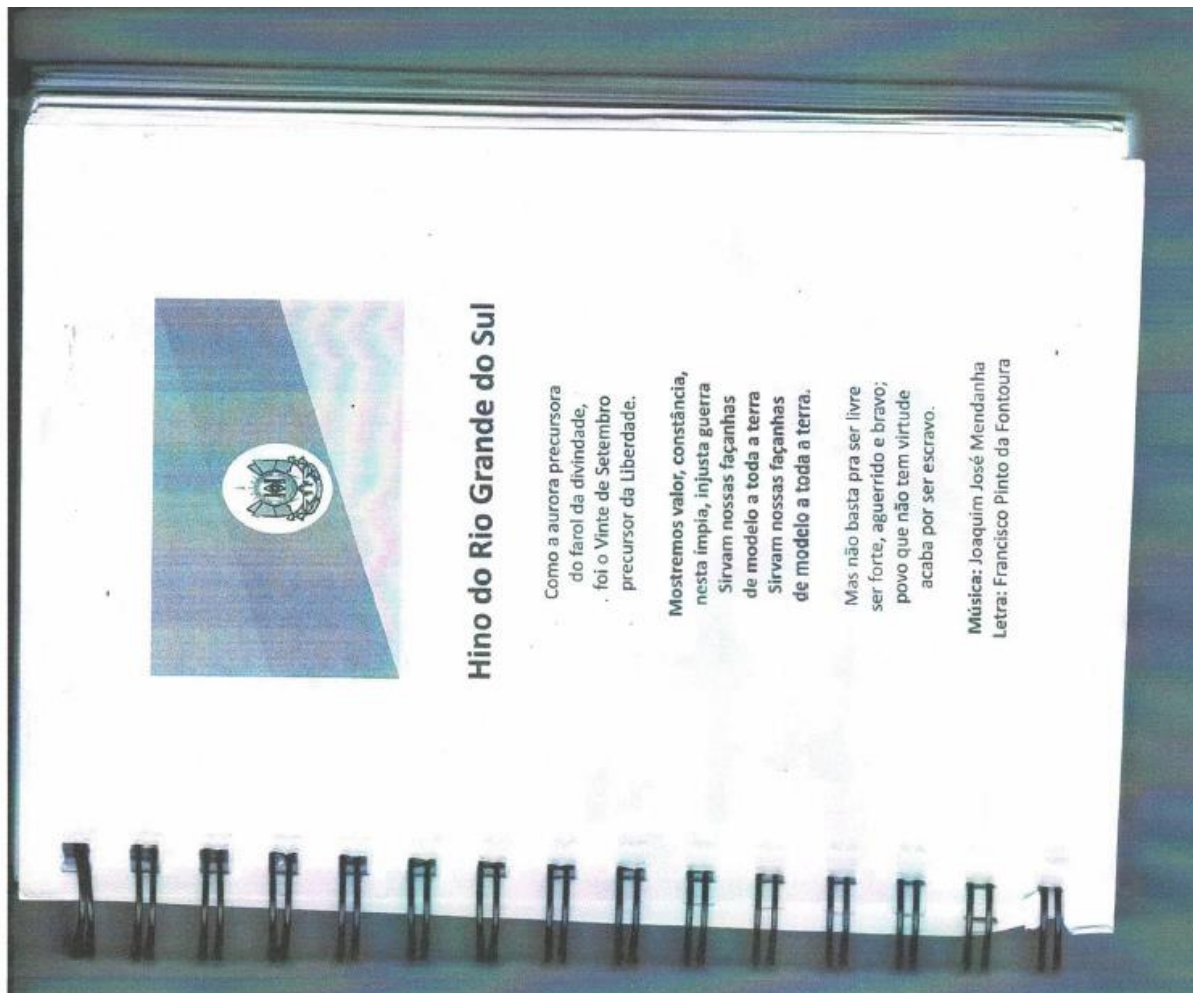 Hino do Rio Grande do Sul
Como a aurora precursora
do farol da divindade,
foi o Vinte de Setembro
precursor da Liberdade.
Mostremos valor, constância,
nesta ímpia, injusta guerra
Sirvam nossas façanhas
de modelo a toda a terra
Sirvam nossas façanhas
de modelo a toda a terra.
Mas não basta pra ser livre
ser forte, aguerrido e bravo;
povo que não tem virtude
acaba por ser escravo.
Música: Joaquim José Mendanha
Letra: Francisco Pinto da Fontoura